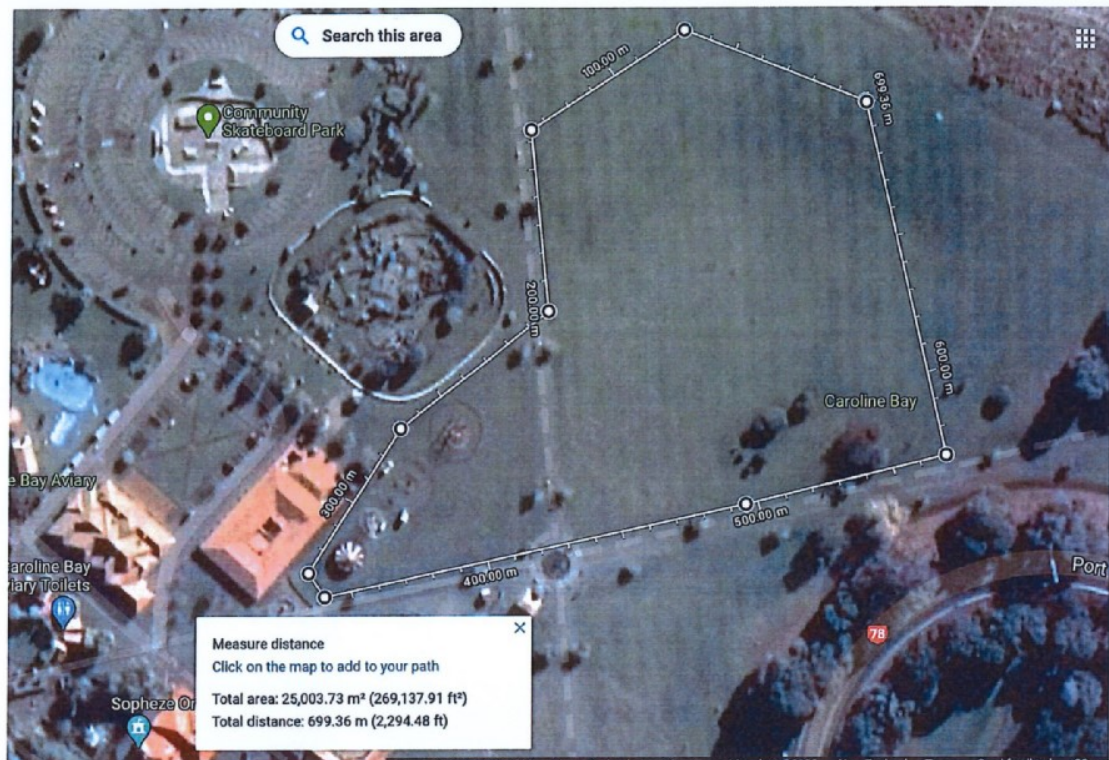 Search this area
100.00 m
699.36 m
Community
Skateboard Park
200.00 m
600.00 m
Caroline Bay
300.00 m
e Bay Aviary
500.00 m
400.00 m
Caroline Bay
viary Toilets
Port
78
Measure distance
Click on the map to add to your path
Total area: 25,003.73 m² (269,137.91 ft²)
Total distance: 699.36 m (2,294.48 ft)
Sopheze On